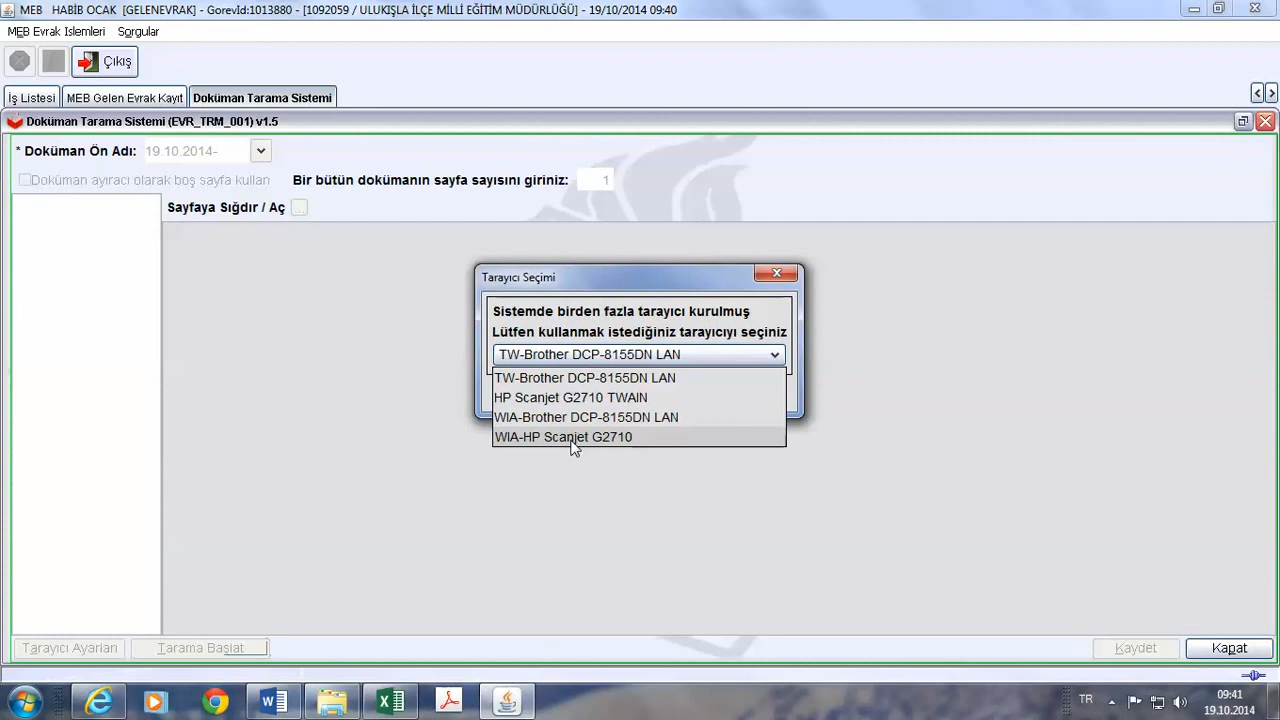 MEB HABİB OCAK [GELENEVRAK] - GorevId:1013880 - [1092059 / ULUKIŞLA İLÇE MİLLİ EĞİTİM MÜDÜRLÜĞÜ] - 19/10/2014 09:40
MEB Evrak Islemleri Sorgular
Çıkış
İş Listesi MEB Gelen Evrak Kayıt Doküman Tarama Sistemi
Doküman Tarama Sistemi (EVR_TRM_001) v1.5
* Doküman Ön Adı: 19.10.2014-
Doküman ayıracı olarak boş sayfa kullan Bir bütün dokümanın sayfa sayısını giriniz: 1
Sayfaya Sığdır / Aç ...
Tarayıcı Seçimi
Sistemde birden fazla tarayıcı kurulmuş
Lütfen kullanmak istediğiniz tarayıcıyı seçiniz
TW-Brother DCP-8155DN LAN
TW-Brother DCP-8155DN LAN
HP Scanjet G2710 TWAIN
WIA-Brother DCP-8155DN LAN
WIA-HP Scanjet G2710
Tarayıcı Ayarları Tarama Başlat Kaydet Kapat
TR 09:41
19.10.2014